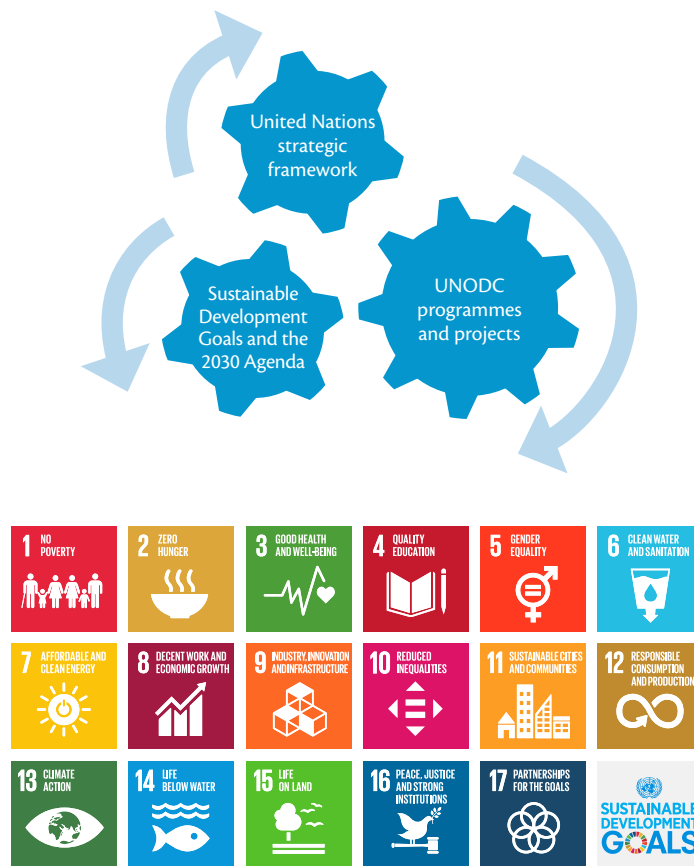 United Nations
strategic
framework
Sustainable
Development
Goals and the
2030 Agenda
UNODC
programmes
and projects
1 NO
POVERTY
2 ZERO
HUNGER
3 GOOD HEALTH
AND WELL-BEING
4 QUALITY
EDUCATION
5 GENDER
EQUALITY
6 CLEAN WATER
AND SANITATION
7 AFFORDABLE AND
CLEAN ENERGY
8 DECENT WORK AND
ECONOMIC GROWTH
9 INDUSTRY, INNOVATION
AND INFRASTRUCTURE
10 REDUCED
INEQUALITIES
11 SUSTAINABLE CITIES
AND COMMUNITIES
12 RESPONSIBLE
CONSUMPTION
AND PRODUCTION
13 CLIMATE
ACTION
14 LIFE
BELOW WATER
15 LIFE
ON LAND
16 PEACE, JUSTICE
AND STRONG
INSTITUTIONS
17 PARTNERSHIPS
FOR THE GOALS
SUSTAINABLE
DEVELOPMENT
GOALS